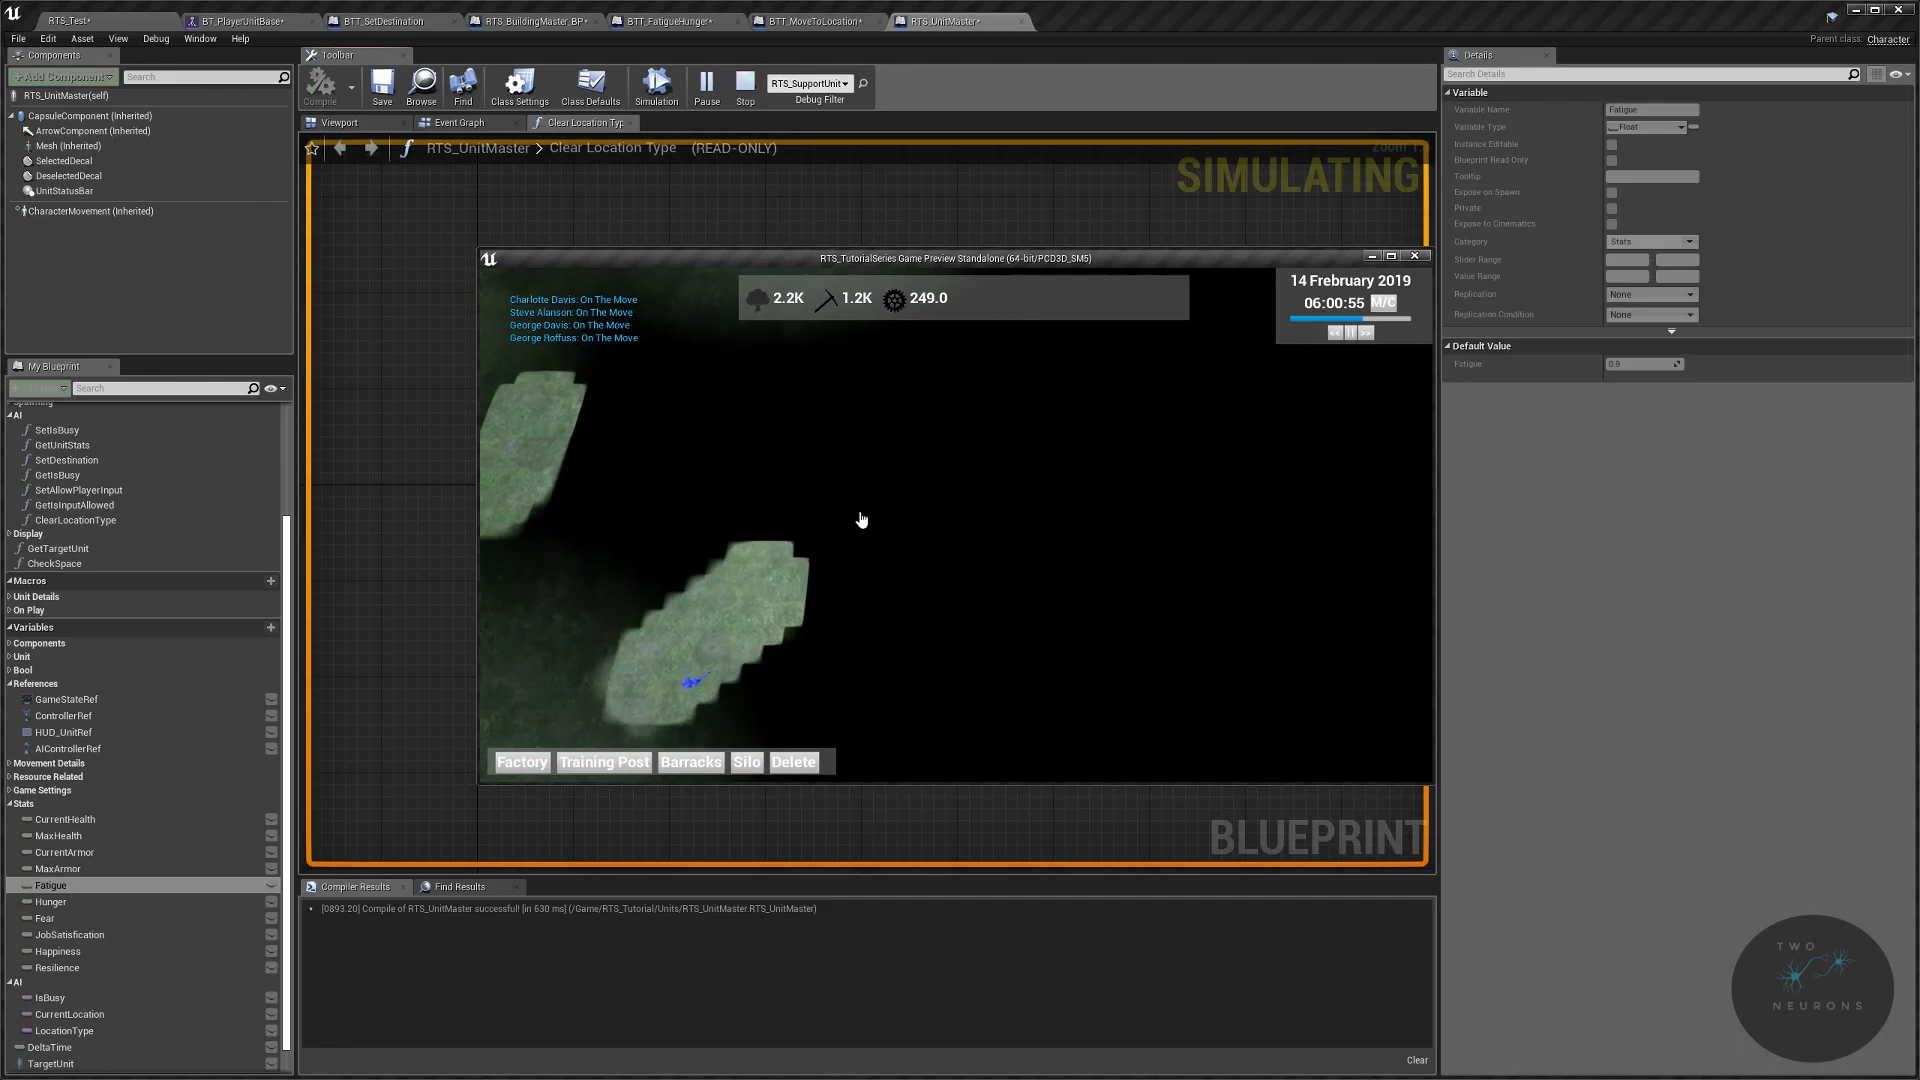 RTS_Test*
BT_PlayerUnitBase*
BTT_SetDestination
RTS_BuildingMaster_BP*
BTT_FatigueHunger*
BTT_MoveToLocation*
RTS_UnitMaster*
File Edit Asset View Debug Window Help
Parent class: Character
Components
Add Component
Search
RTS_UnitMaster(self)
CapsuleComponent (Inherited)
ArrowComponent (Inherited)
Mesh (Inherited)
SelectedDecal
DeselectedDecal
UnitStatusBar
CharacterMovement (Inherited)
Toolbar
Compile
Save
Browse
Find
Class Settings
Class Defaults
Simulation
Pause
Stop
RTS_SupportUnit
Debug Filter
Viewport
Event Graph
Clear Location Typ
RTS_UnitMaster > Clear Location Type (READ-ONLY)
SIMULATING
RTS_TutorialSeries Game Preview Standalone (64-bit/PCD3D_SM5)
Charlotte Davis: On The Move
Steve Alanson: On The Move
George Davis: On The Move
George Roffuss: On The Move
2.2K
1.2K
249.0
14 Frebruary 2019
06:00:55 M/C
<< || >>
Factory
Training Post
Barracks
Silo
Delete
BLUEPRINT
My Blueprint
Search
AI
SetIsBusy
GetUnitStats
SetDestination
GetIsBusy
SetAllowPlayerInput
GetIsInputAllowed
ClearLocationType
Display
GetTargetUnit
CheckSpace
Macros
Unit Details
On Play
Variables
Components
Unit
Bool
References
GameStateRef
ControllerRef
HUD_UnitRef
AIControllerRef
Movement Details
Resource Related
Game Settings
Stats
CurrentHealth
MaxHealth
CurrentArmor
MaxArmor
Fatigue
Hunger
Fear
JobSatisfication
Happiness
Resilience
AI
IsBusy
CurrentLocation
LocationType
DeltaTime
TargetUnit
Compiler Results
Find Results
[0893.20] Compile of RTS_UnitMaster successful! [in 630 ms] (/Game/RTS_Tutorial/Units/RTS_UnitMaster.RTS_UnitMaster)
Clear
Details
Search Details
Variable
Variable Name Fatigue
Variable Type Float
Instance Editable
Blueprint Read Only
Tooltip
Expose on Spawn
Private
Expose to Cinematics
Category Stats
Slider Range
Value Range
Replication None
Replication Condition None
Default Value
Fatigue 0.9
TWO
NEURONS